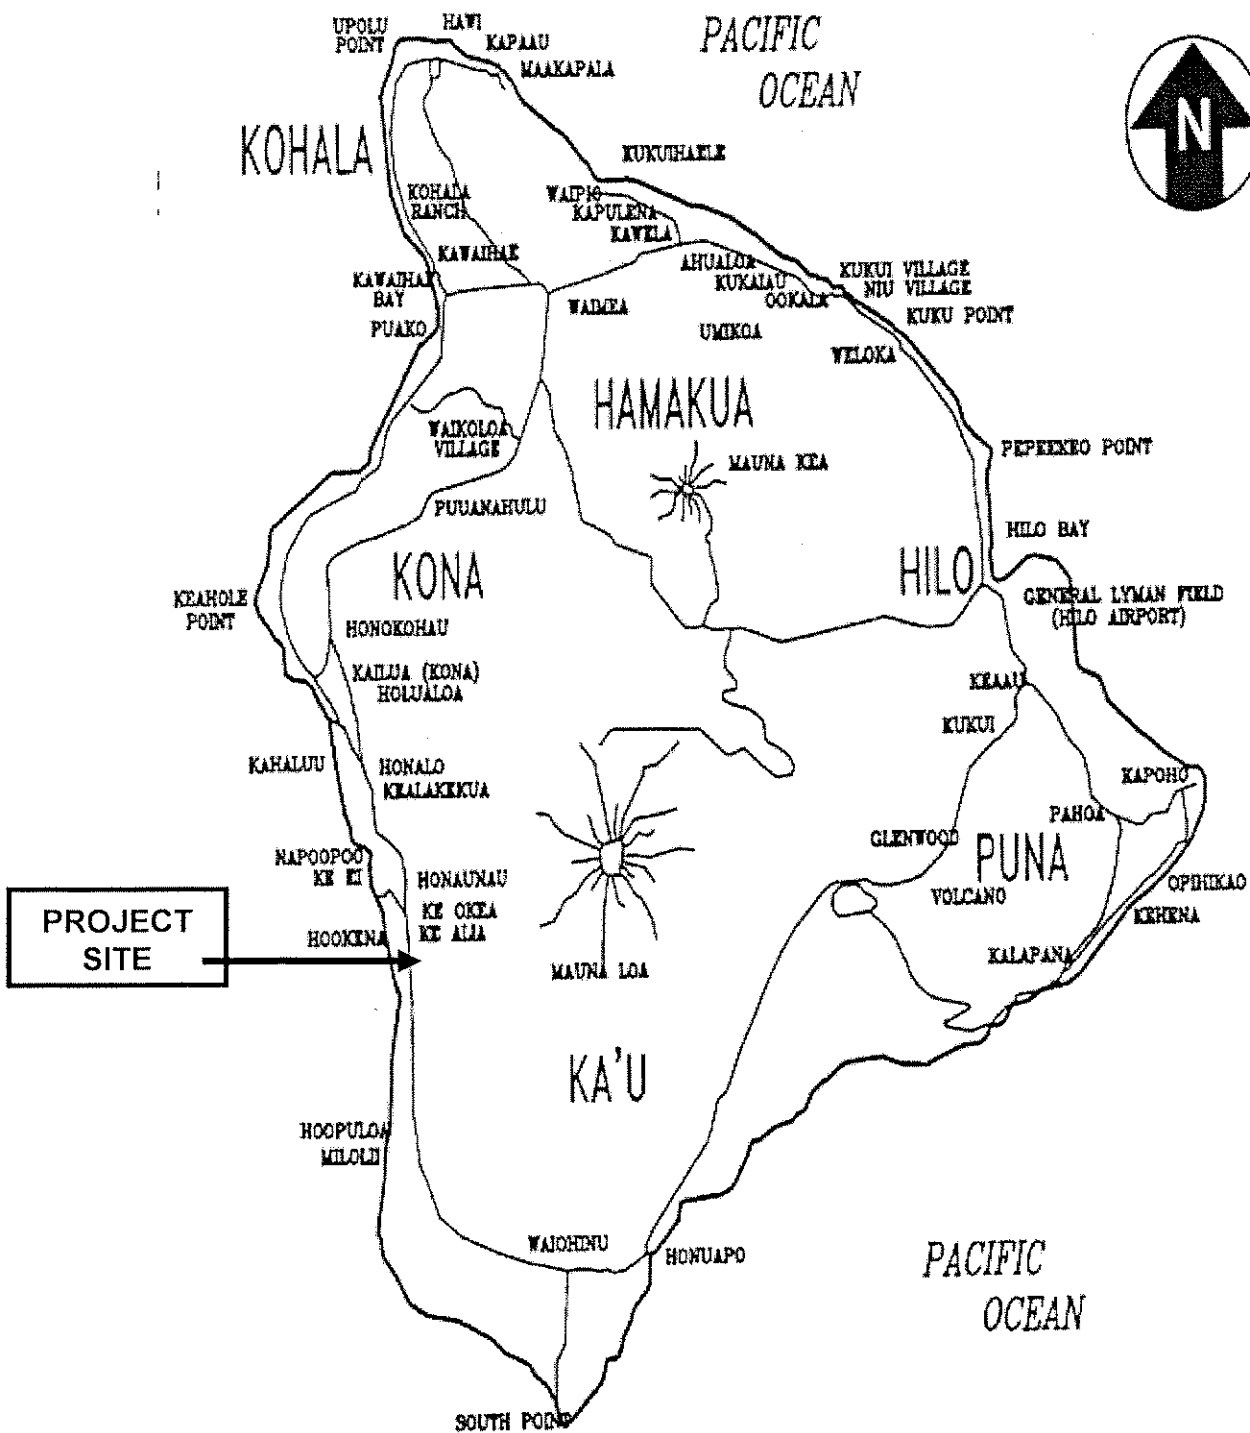 HAWI
UPOLU
POINT
KAPAAU
MAAKAPALA
PACIFIC
OCEAN
N
KOHALA
KUKUIHAELE
KOHALA
RANCH
WAIPIO
KAPULENA
KAWELA
KAWAIHAE
KAWAIHAE
BAY
PUAKO
AHUALOA
KUKAIAU
OOKALA
KUKUI VILLAGE
NIU VILLAGE
KUKU POINT
WAIMEA
UMIKOA
WELOKA
HAMAKUA
WAIKOLOA
VILLAGE
MAUNA KEA
PEPEEKEO POINT
PUUANAHULU
HILO BAY
KONA
HILO
KEAHOLE
POINT
GENERAL LYMAN FIELD
(HILO AIRPORT)
HONOKOHAU
KAILUA (KONA)
HOLUALOA
KEAAU
KUKUI
KAHALUU
HONALO
KEALAKEKUA
KAPOHO
PAHOA
GLENWOOD
PUNA
NAPOOPOO
KE EI
HONAUNAU
VOLCANO
OPIHIKAO
KEHENA
PROJECT
SITE
KE OKEA
KE ALIA
HOOKENA
KALAPANA
MAUNA LOA
KA'U
HOOPULOA
MILOLII
WAIOHINU
HONUAPO
PACIFIC
OCEAN
SOUTH POINT